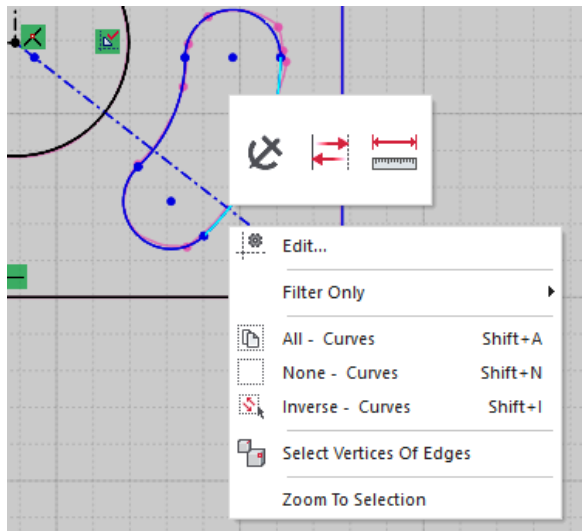 Edit...
Filter Only
All - Curves Shift+A
None - Curves Shift+N
Inverse - Curves Shift+I
Select Vertices Of Edges
Zoom To Selection